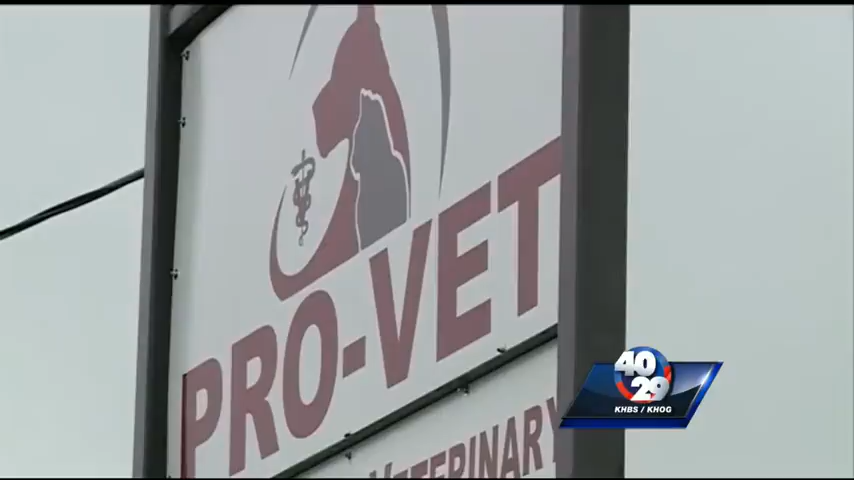 PRO-VET
VETERINARY
40
29
KHBS / KHOG